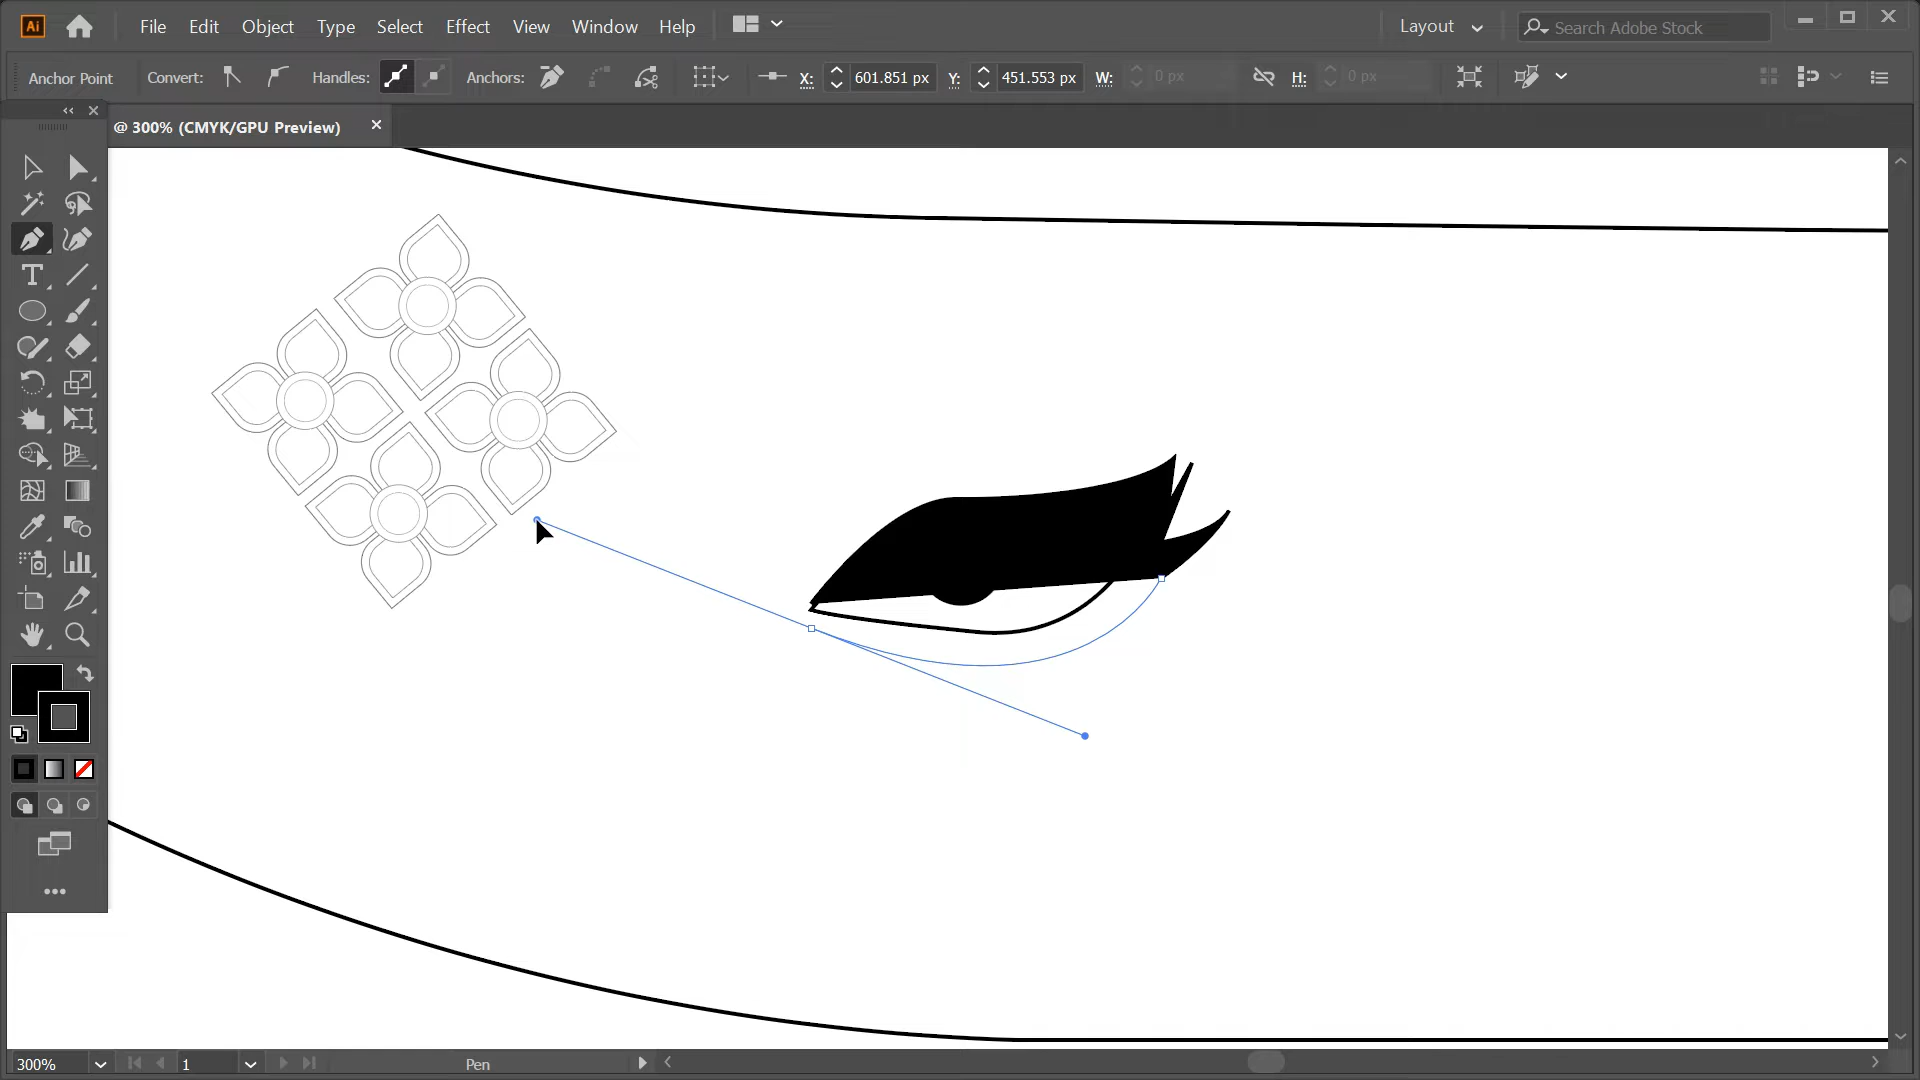 Ai File Edit Object Type Select Effect View Window Help Layout Search Adobe Stock
Anchor Point Convert: Handles: Anchors: X: 601.851 px Y: 451.553 px W: 0 px H: 0 px
@ 300% (CMYK/GPU Preview)
T
300% 1 Pen